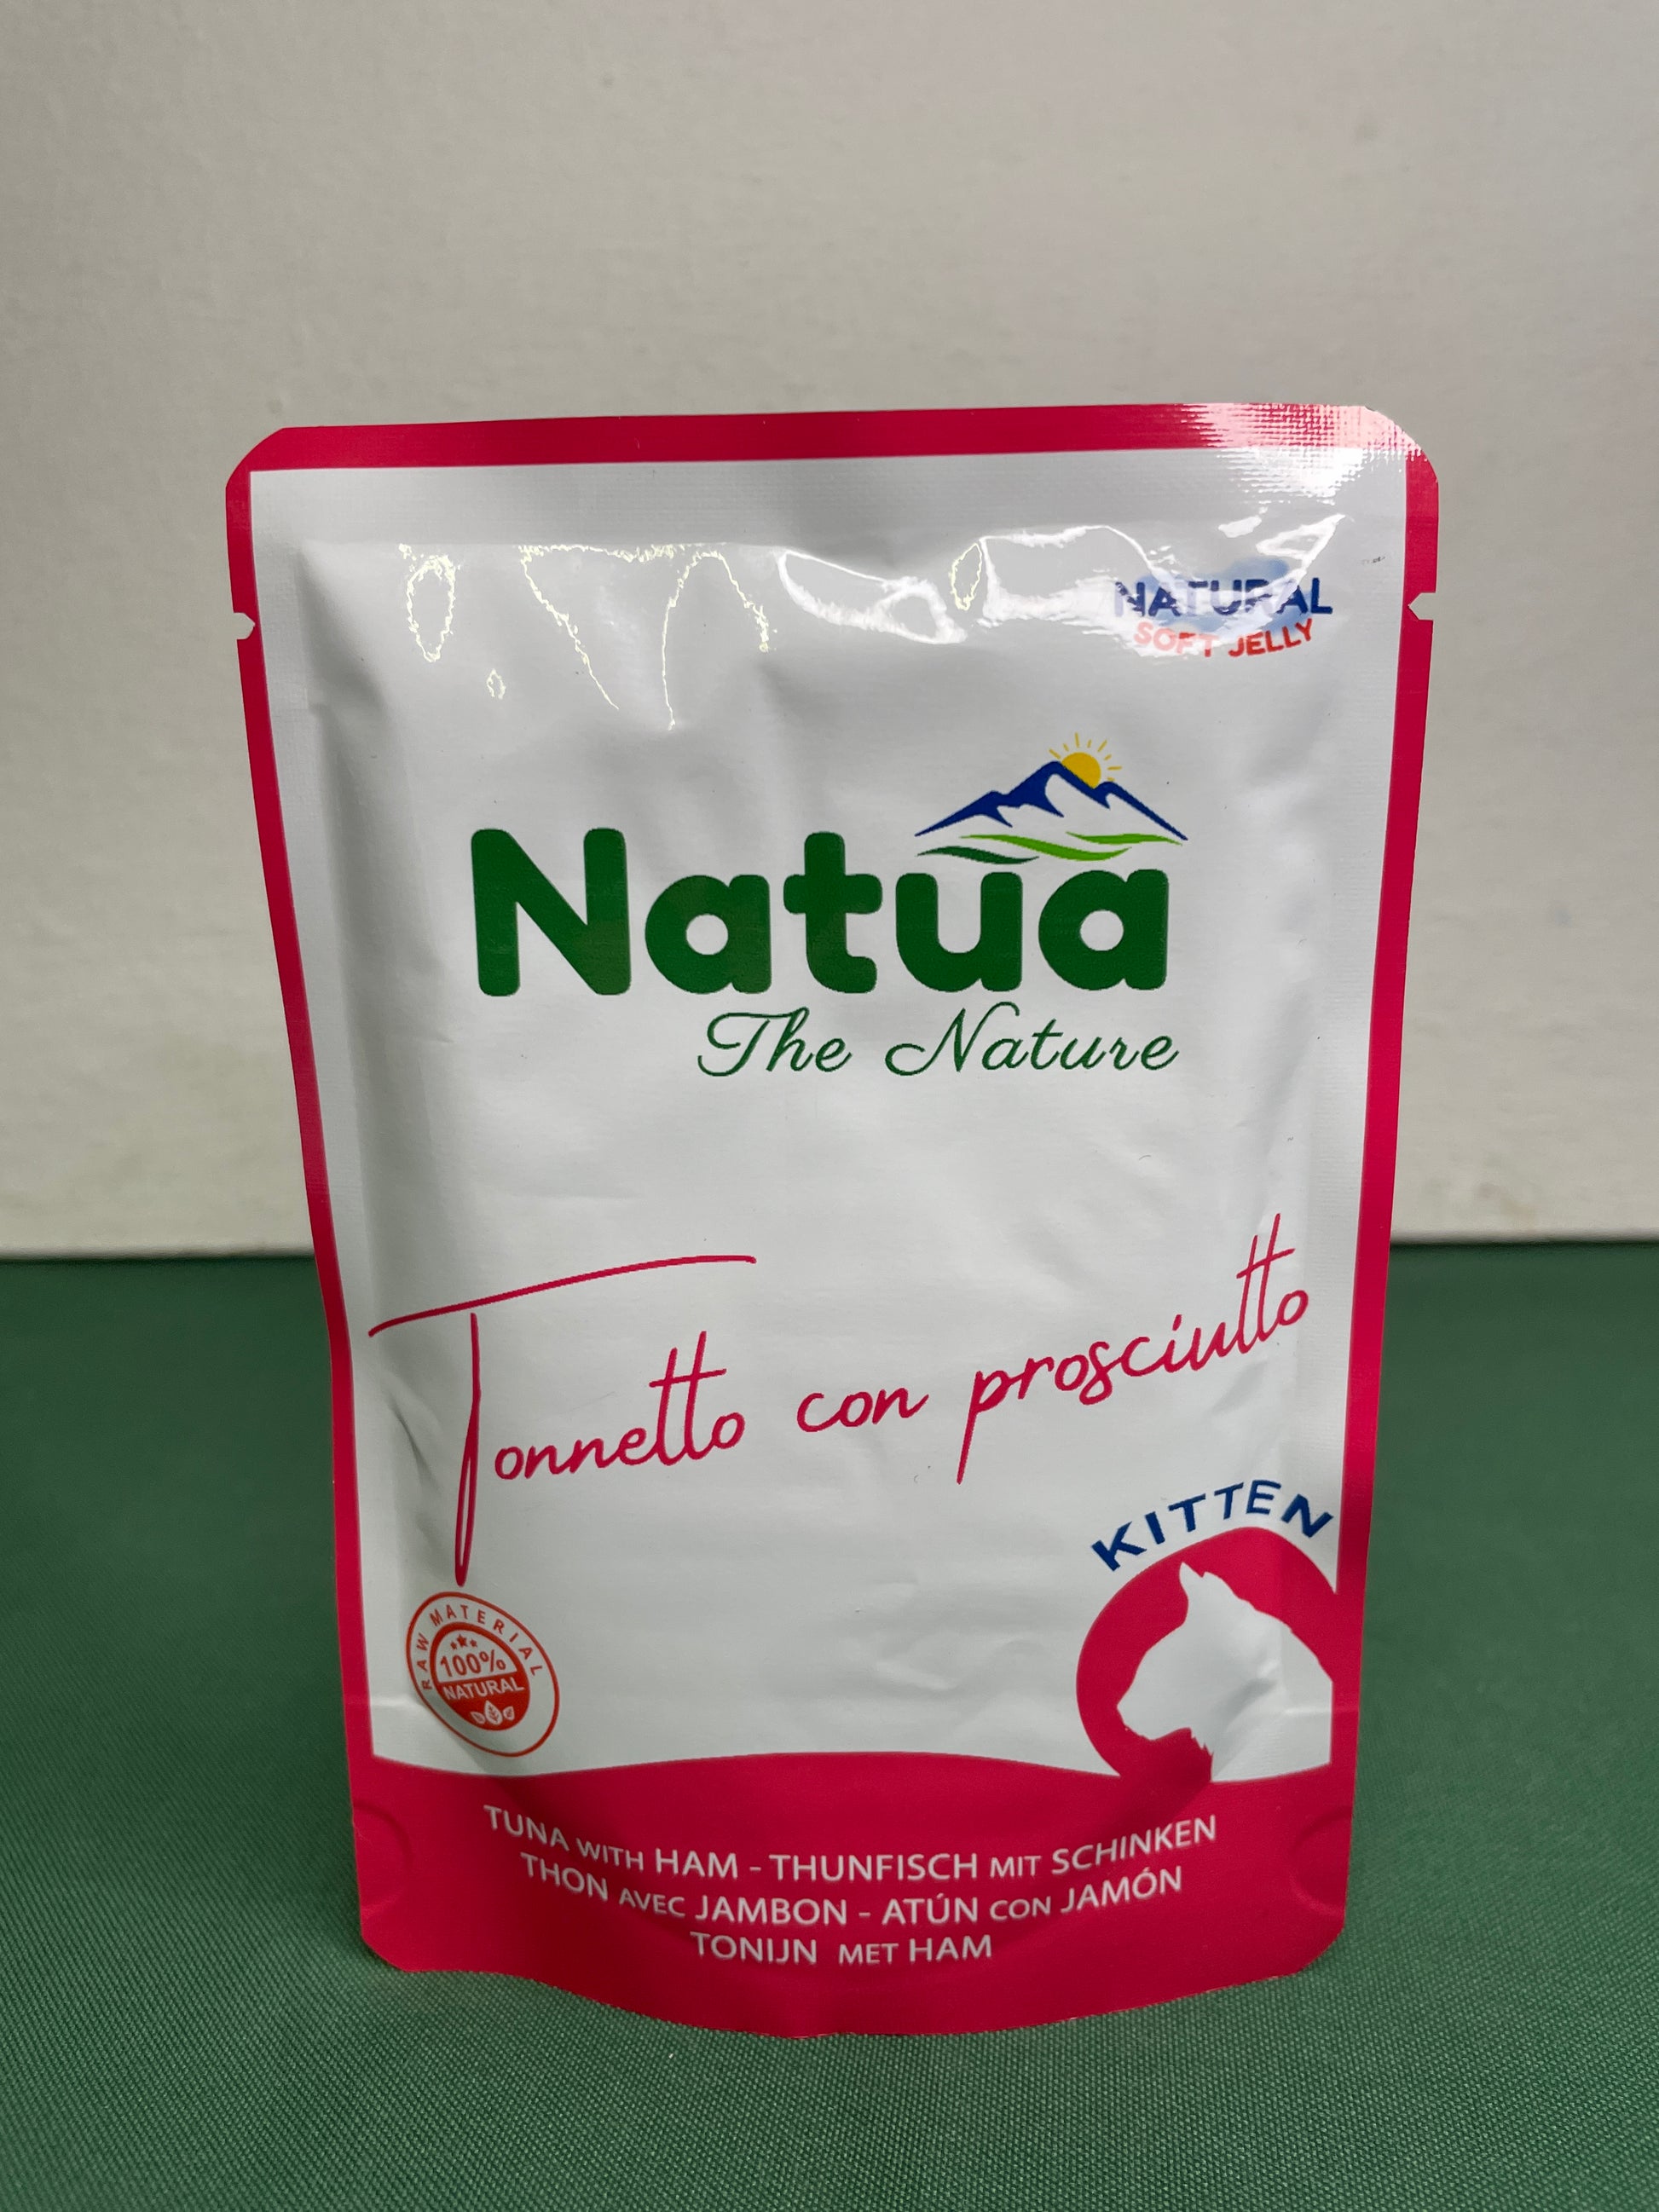 NATURAL
SOFT JELLY
Natua
The Nature
Tonnetto con prosciutto
KITTEN
RAW MATERIAL
100%
NATURAL
TUNA WITH HAM - THUNFISCH MIT SCHINKEN
THON AVEC JAMBON - ATÚN CON JAMÓN
TONIJN MET HAM